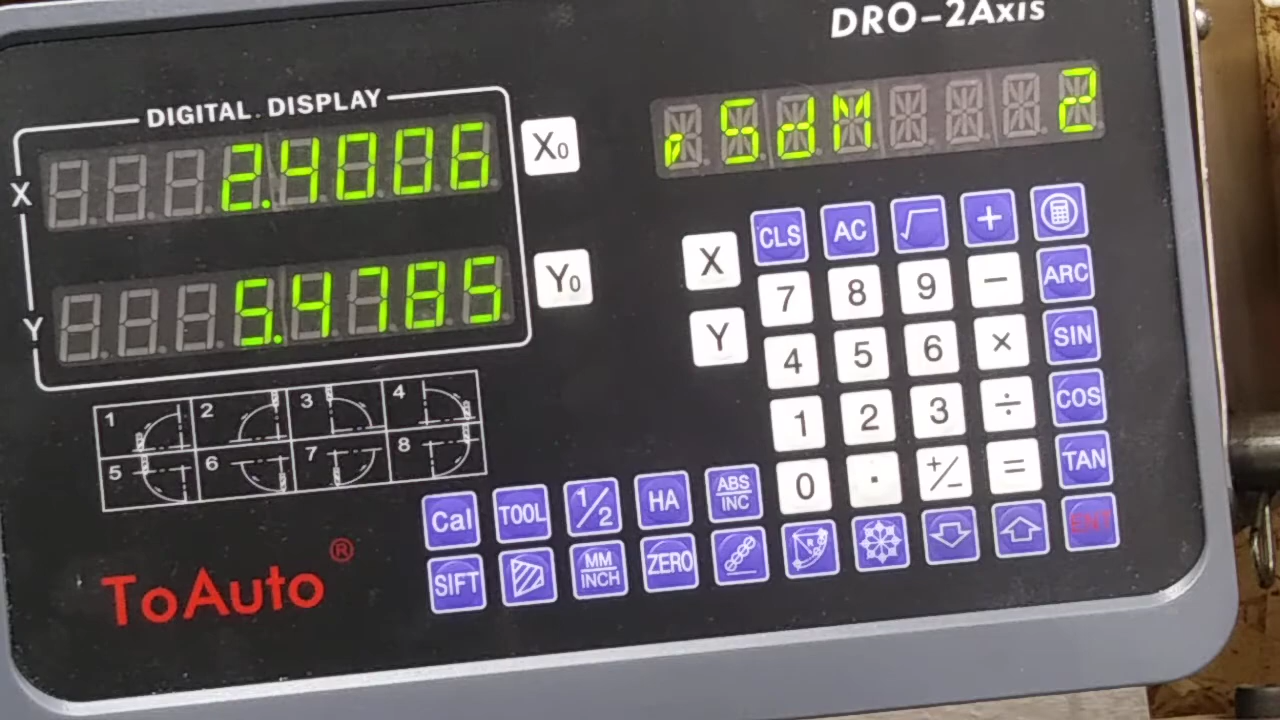 DRO-2Axis
DIGITAL DISPLAY
X
2.4006
X0
SdM 2
Y
5.4785
Y0
CLS AC √ +
X
7 8 9 − ARC
Y
4 5 6 × SIN
1 2 3 ÷ COS
0 . +/− = TAN
1 2 3 4
5 6 7 8
Cal TOOL 1/2 HA ABS/INC
SIFT MM/INCH ZERO R ENT
ToAuto®